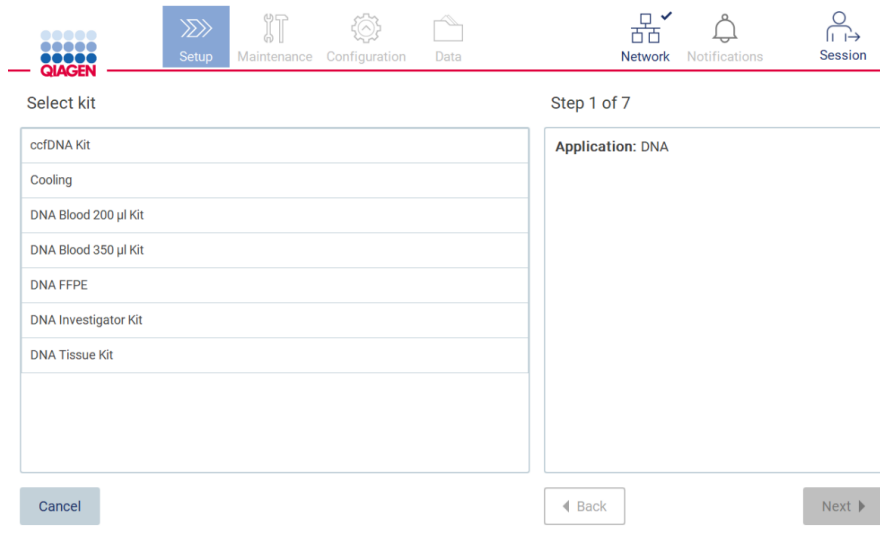 QIAGEN
Setup
Maintenance
Configuration
Data
Network
Notifications
Session
Select kit
ccfDNA Kit
Cooling
DNA Blood 200 µl Kit
DNA Blood 350 µl Kit
DNA FFPE
DNA Investigator Kit
DNA Tissue Kit
Cancel
Step 1 of 7
Application: DNA
Back
Next